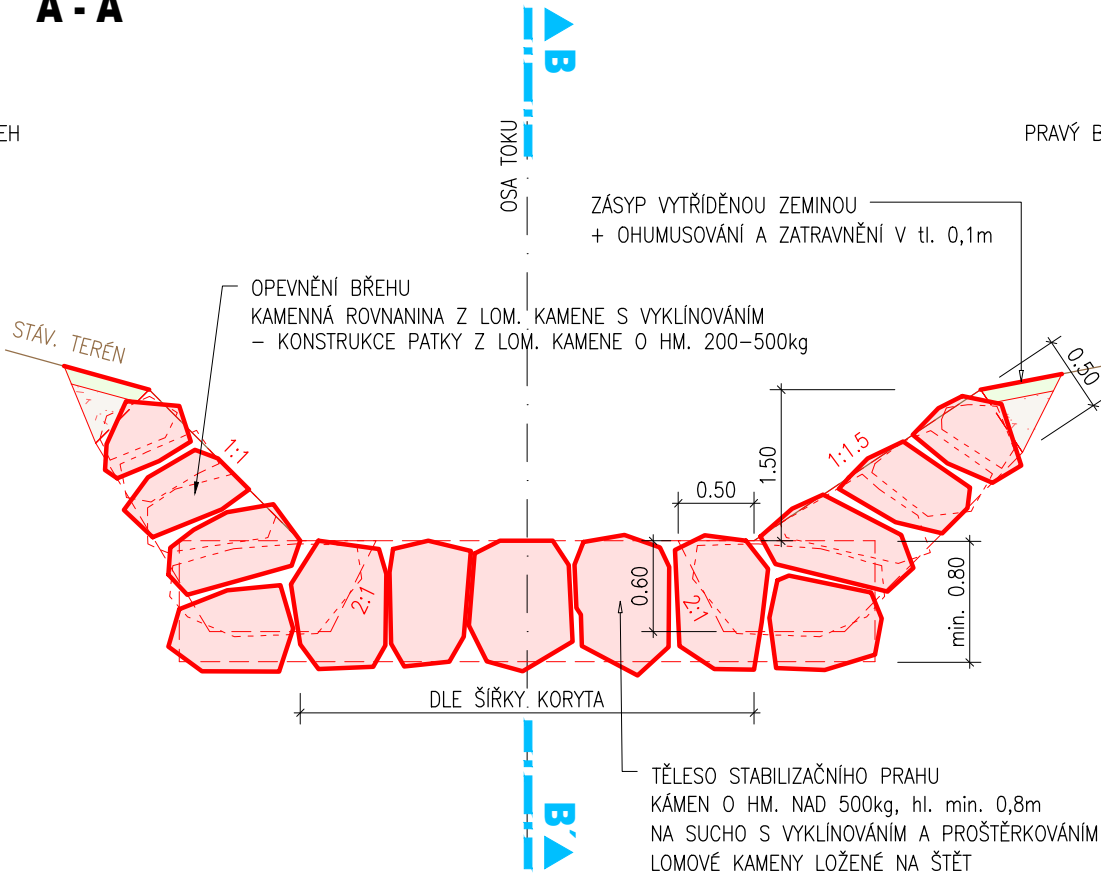 A - A
B
EH
OSA TOKU
PRAVÝ B
ZÁSYP VYTŘÍDĚNOU ZEMINOU
+ OHUMUSOVÁNÍ A ZATRAVNĚNÍ V tl. 0,1m
OPEVNĚNÍ BŘEHU
KAMENNÁ ROVNANINA Z LOM. KAMENE S VYKLÍNOVÁNÍM
– KONSTRUKCE PATKY Z LOM. KAMENE O HM. 200–500kg
STÁV. TERÉN
0.50
1:1
1:1.5
1.50
0.50
0.60
2:1
2:1
min. 0.80
DLE ŠÍŘKY KORYTA
TĚLESO STABILIZAČNÍHO PRAHU
KÁMEN O HM. NAD 500kg, hl. min. 0,8m
NA SUCHO S VYKLÍNOVÁNÍM A PROŠTĚRKOVÁNÍM
LOMOVÉ KAMENY LOŽENÉ NA ŠTĚT
B'